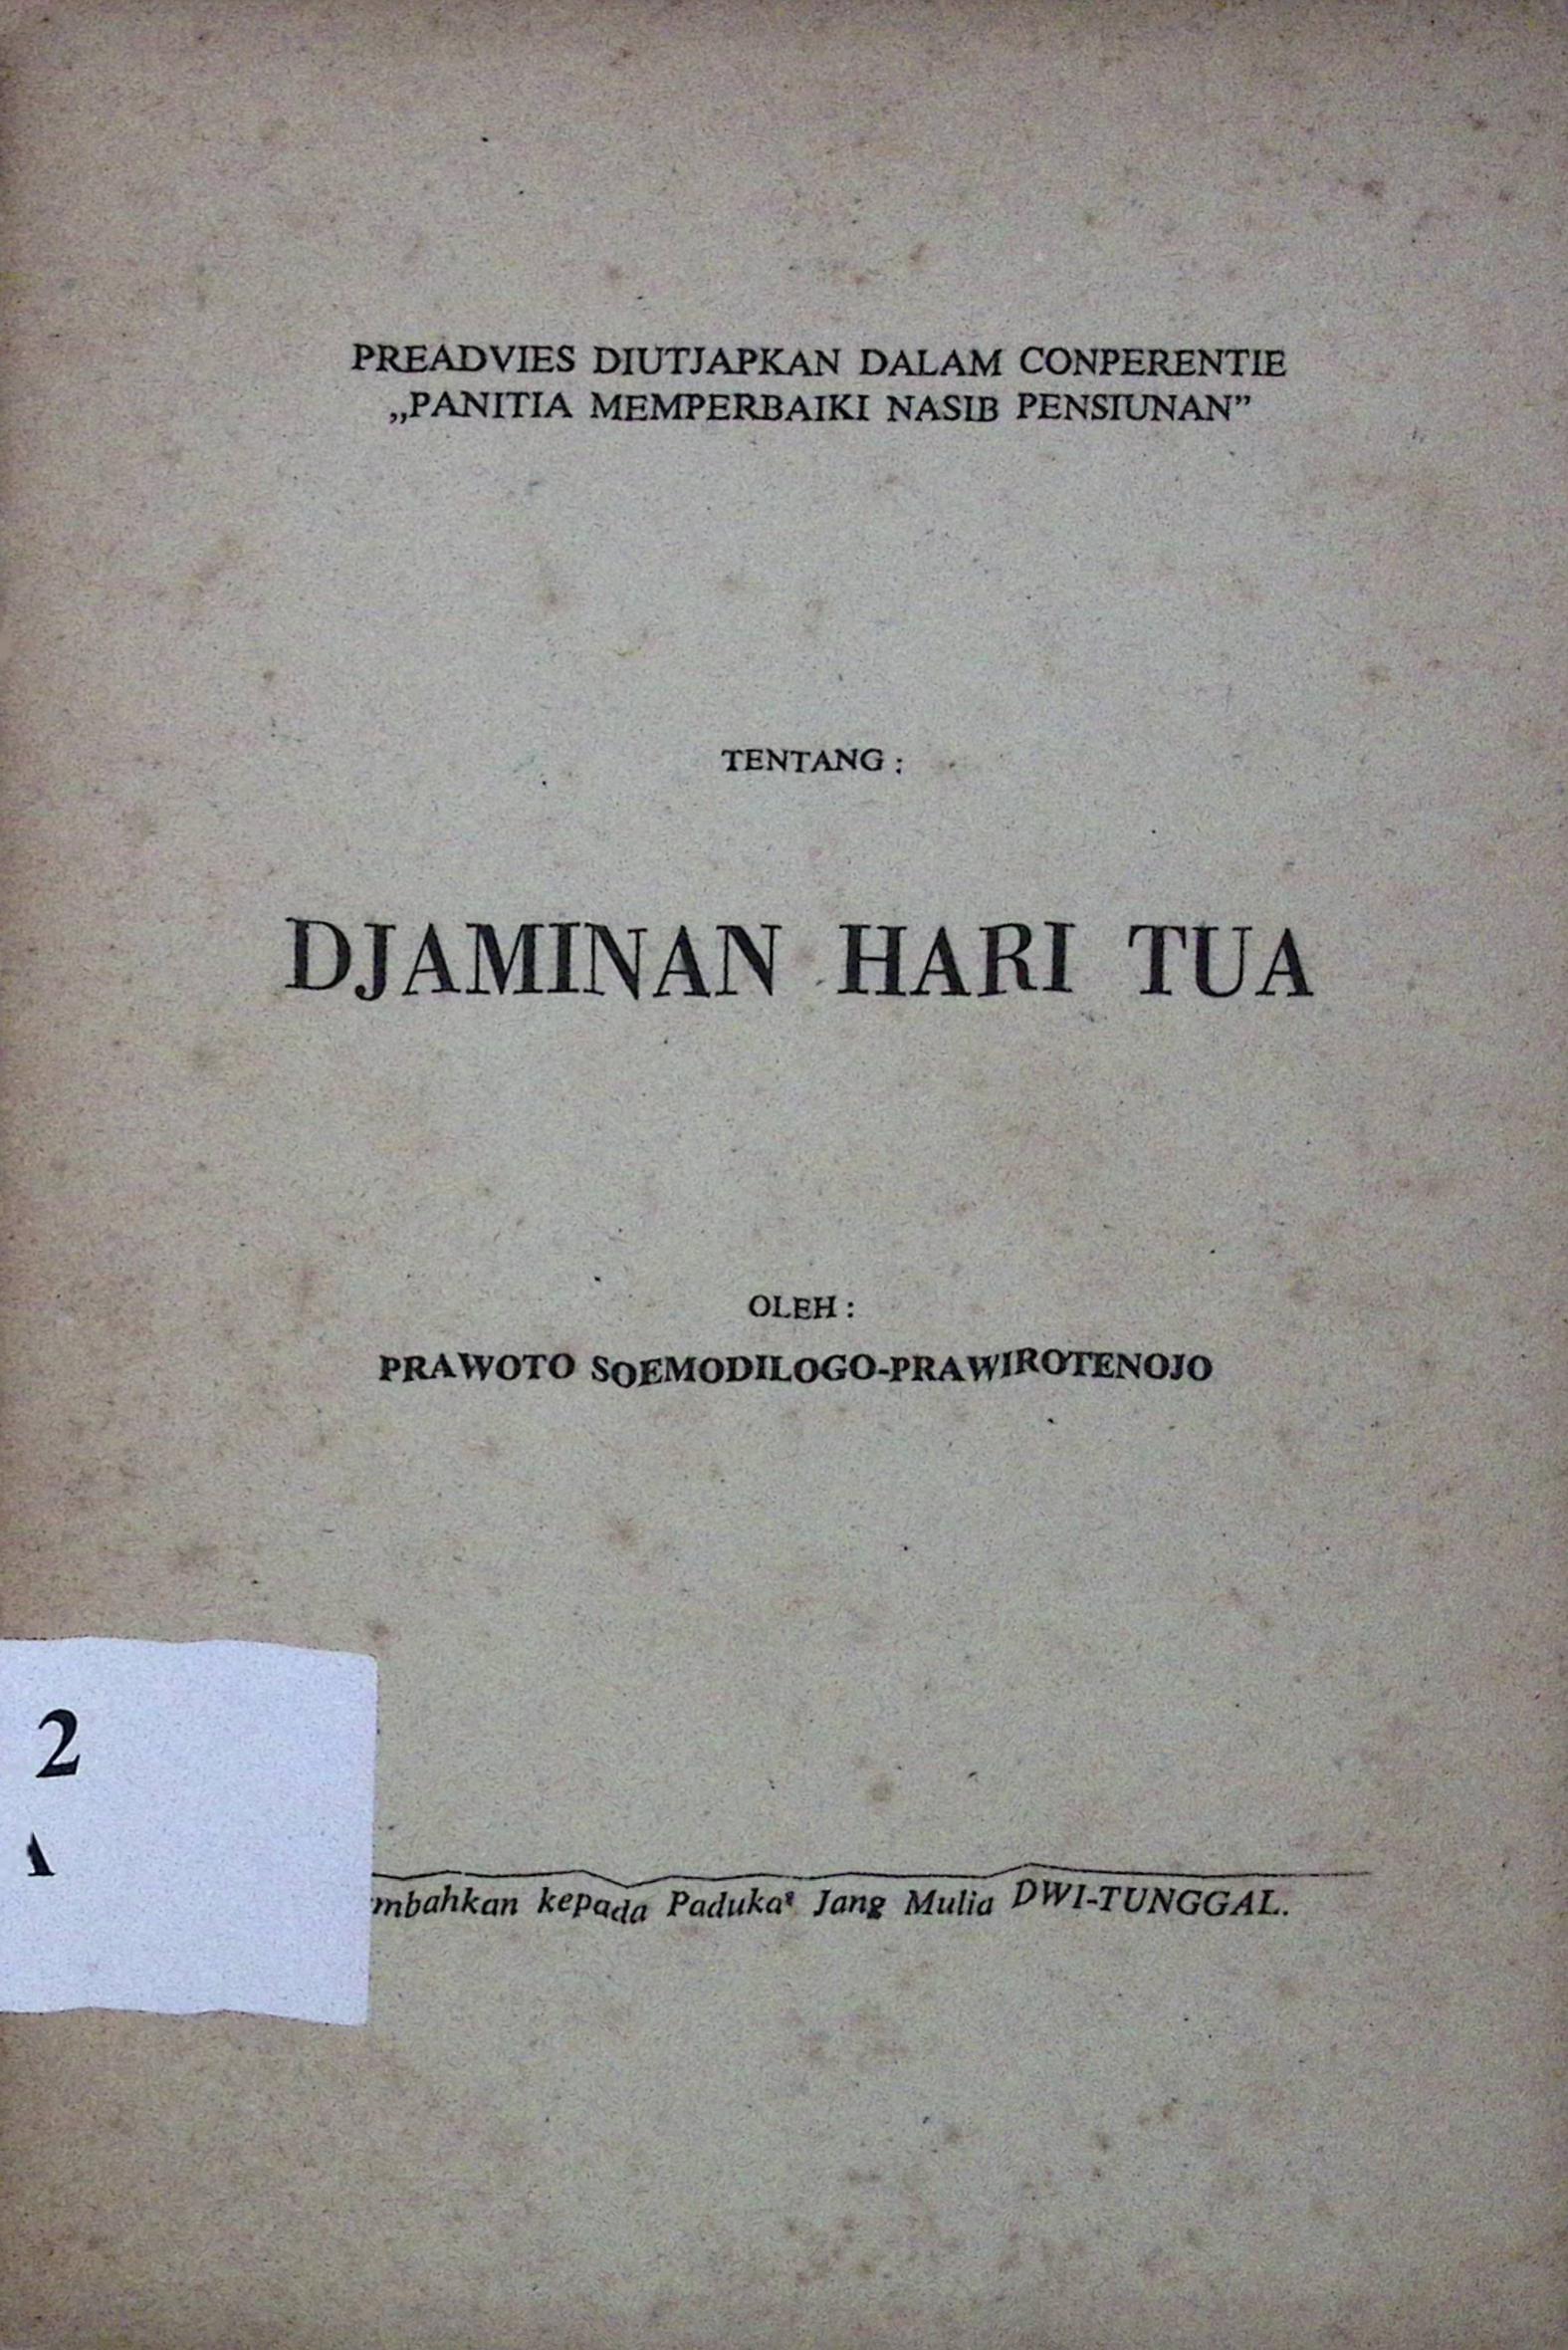 PREADVIES DIUTJAPKAN DALAM CONPERENTIE
„PANITIA MEMPERBAIKI NASIB PENSIUNAN”
TENTANG :
DJAMINAN HARI TUA
OLEH :
PRAWOTO SOEMODILOGO-PRAWIROTENOJO
2
mbahkan kepada Paduka² Jang Mulia DWI-TUNGGAL.